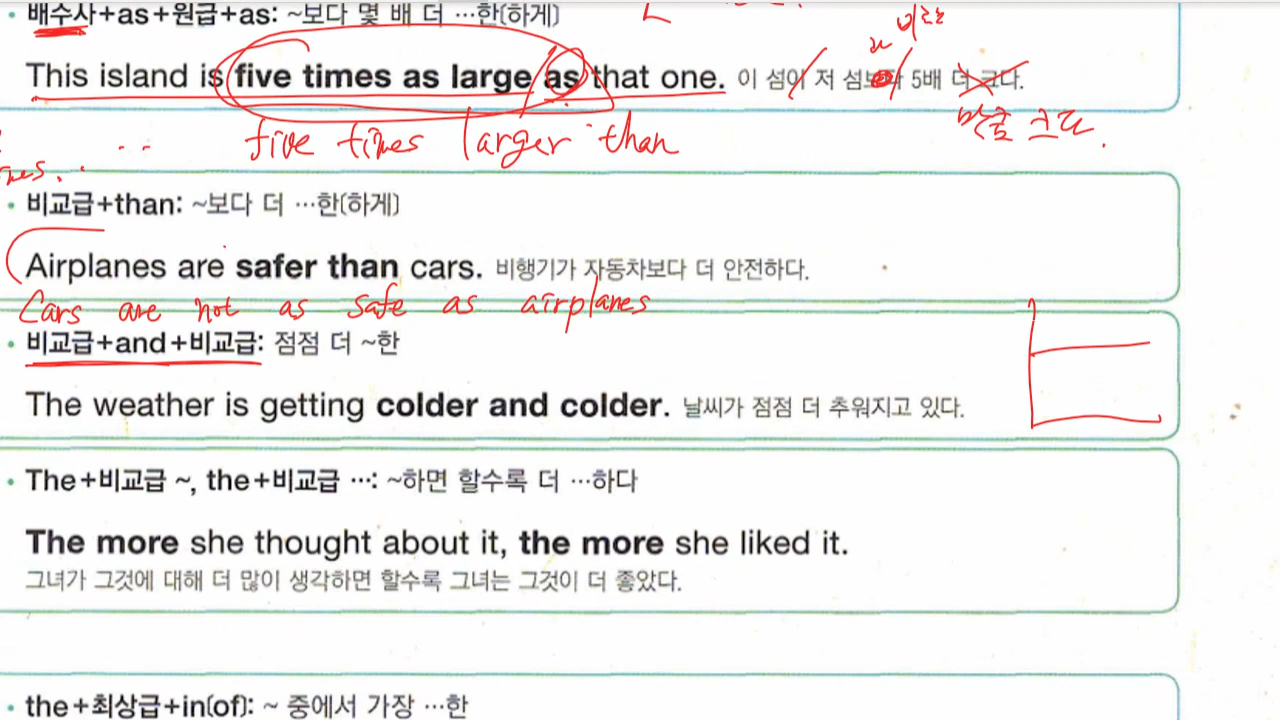 • 배수사+as+원급+as: ~보다 몇 배 더 …한(하게)
This island is five times as large as that one. 이 섬이 저 섬보다 5배 더 크다.
만큼 크다.
five times larger than
• 비교급+than: ~보다 더 …한(하게)
Airplanes are safer than cars. 비행기가 자동차보다 더 안전하다.
Cars are not as safe as airplanes
• 비교급+and+비교급: 점점 더 ~한
The weather is getting colder and colder. 날씨가 점점 더 추워지고 있다.
• The+비교급 ~, the+비교급 …: ~하면 할수록 더 …하다
The more she thought about it, the more she liked it.
그녀가 그것에 대해 더 많이 생각하면 할수록 그녀는 그것이 더 좋았다.
• the+최상급+in(of): ~ 중에서 가장 …한